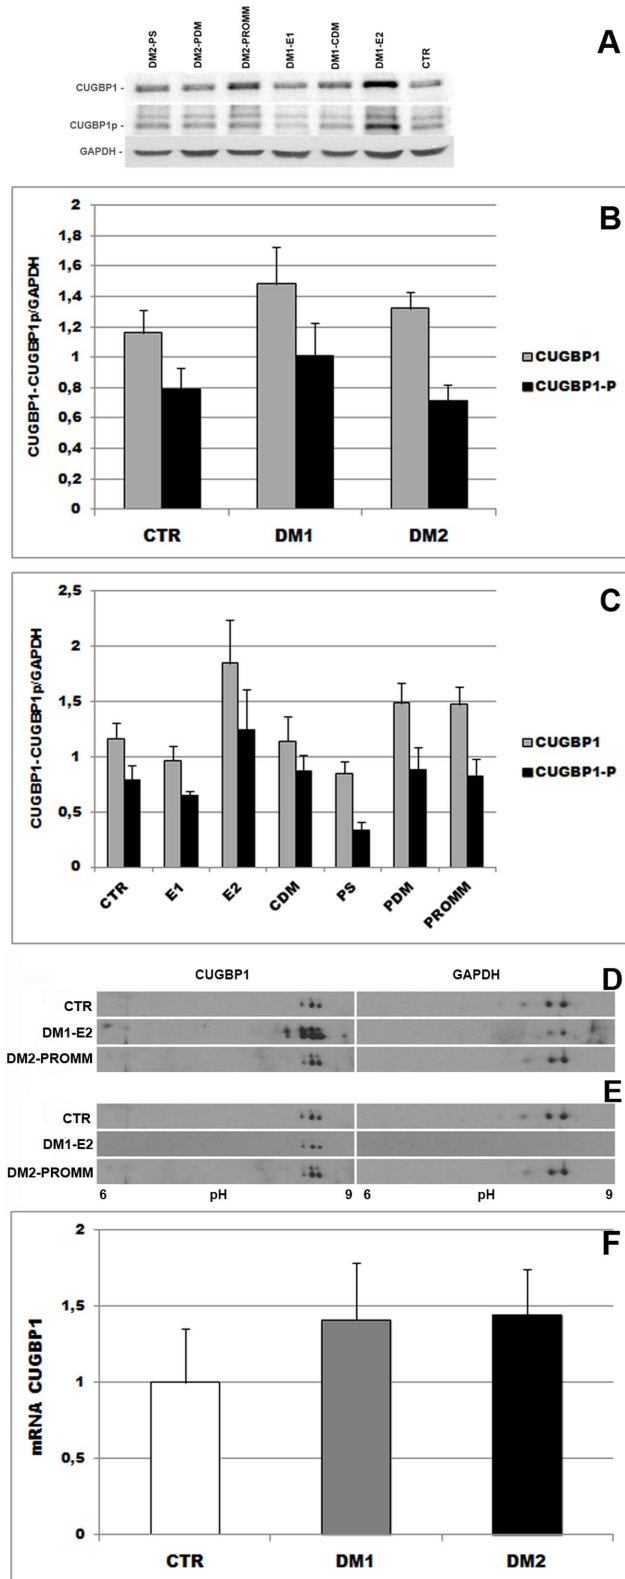 DM2-PS DM2-PDM DM2-PROMM DM1-E1 DM1-CDM DM1-E2 CTR
A
CUGBP1 -
CUGBP1p -
GAPDH -
B
CUGBP1-CUGBP1p/GAPDH
2
1,8
1,6
1,4
1,2
1
0,8
0,6
0,4
0,2
0
CTR DM1 DM2
CUGBP1
CUGBP1-P
C
CUGBP1-CUGBP1p/GAPDH
2,5
2
1,5
1
0,5
0
CTR E1 E2 CDM PS PDM PROMM
CUGBP1
CUGBP1-P
CUGBP1 GAPDH D
CTR
DM1-E2
DM2-PROMM
E
CTR
DM1-E2
DM2-PROMM
6 pH 9 6 pH 9
F
mRNA CUGBP1
2
1,5
1
0,5
0
CTR DM1 DM2